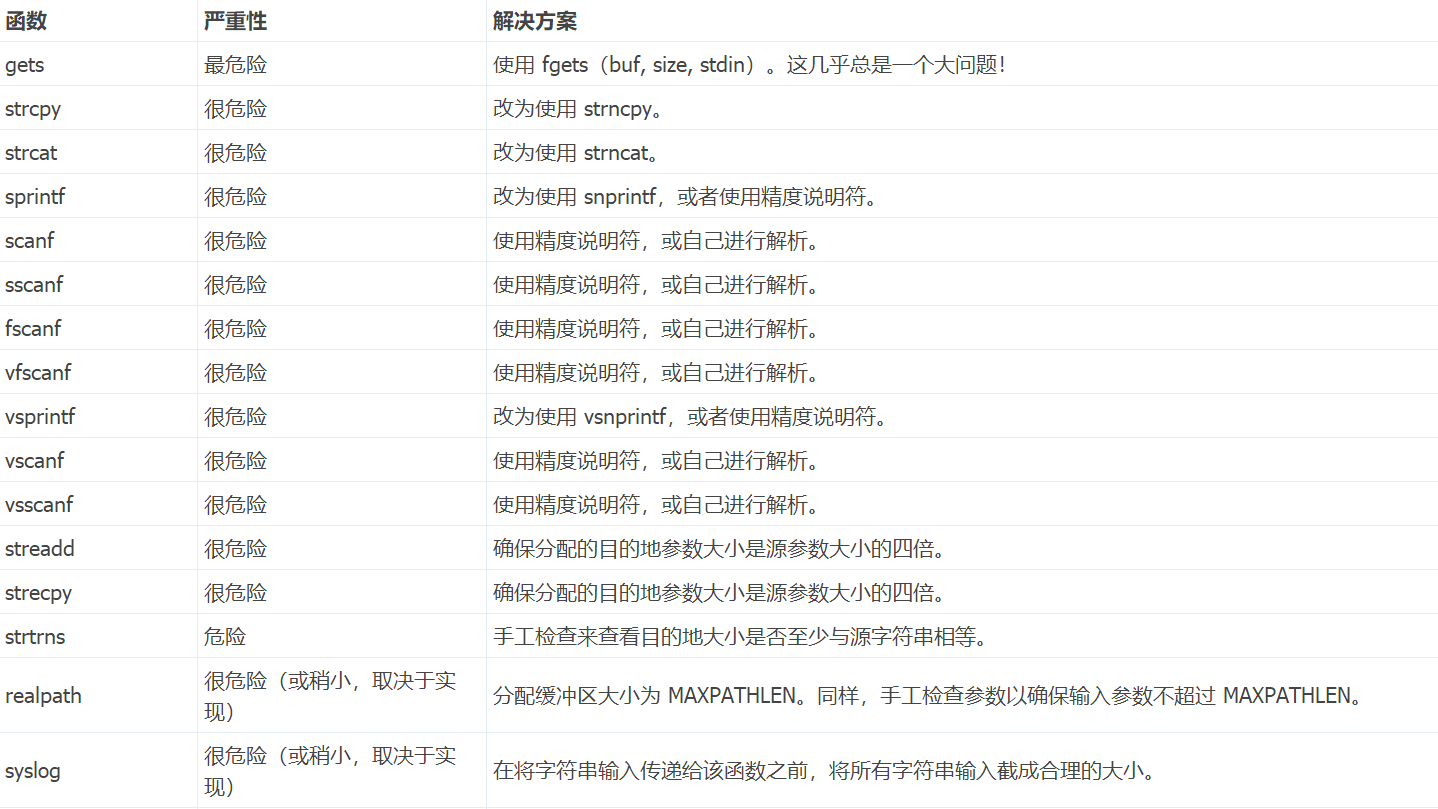 函数 严重性 解决方案
gets 最危险 使用 fgets（buf, size, stdin）。这几乎总是一个大问题！
strcpy 很危险 改为使用 strncpy。
strcat 很危险 改为使用 strncat。
sprintf 很危险 改为使用 snprintf，或者使用精度说明符。
scanf 很危险 使用精度说明符，或自己进行解析。
sscanf 很危险 使用精度说明符，或自己进行解析。
fscanf 很危险 使用精度说明符，或自己进行解析。
vfscanf 很危险 使用精度说明符，或自己进行解析。
vsprintf 很危险 改为使用 vsnprintf，或者使用精度说明符。
vscanf 很危险 使用精度说明符，或自己进行解析。
vsscanf 很危险 使用精度说明符，或自己进行解析。
streadd 很危险 确保分配的目的地参数大小是源参数大小的四倍。
strecpy 很危险 确保分配的目的地参数大小是源参数大小的四倍。
strtrns 危险 手工检查来查看目的地大小是否至少与源字符串相等。
realpath 很危险（或稍小，取决于实
现） 分配缓冲区大小为 MAXPATHLEN。同样，手工检查参数以确保输入参数不超过 MAXPATHLEN。
syslog 很危险（或稍小，取决于实
现） 在将字符串输入传递给该函数之前，将所有字符串输入截成合理的大小。